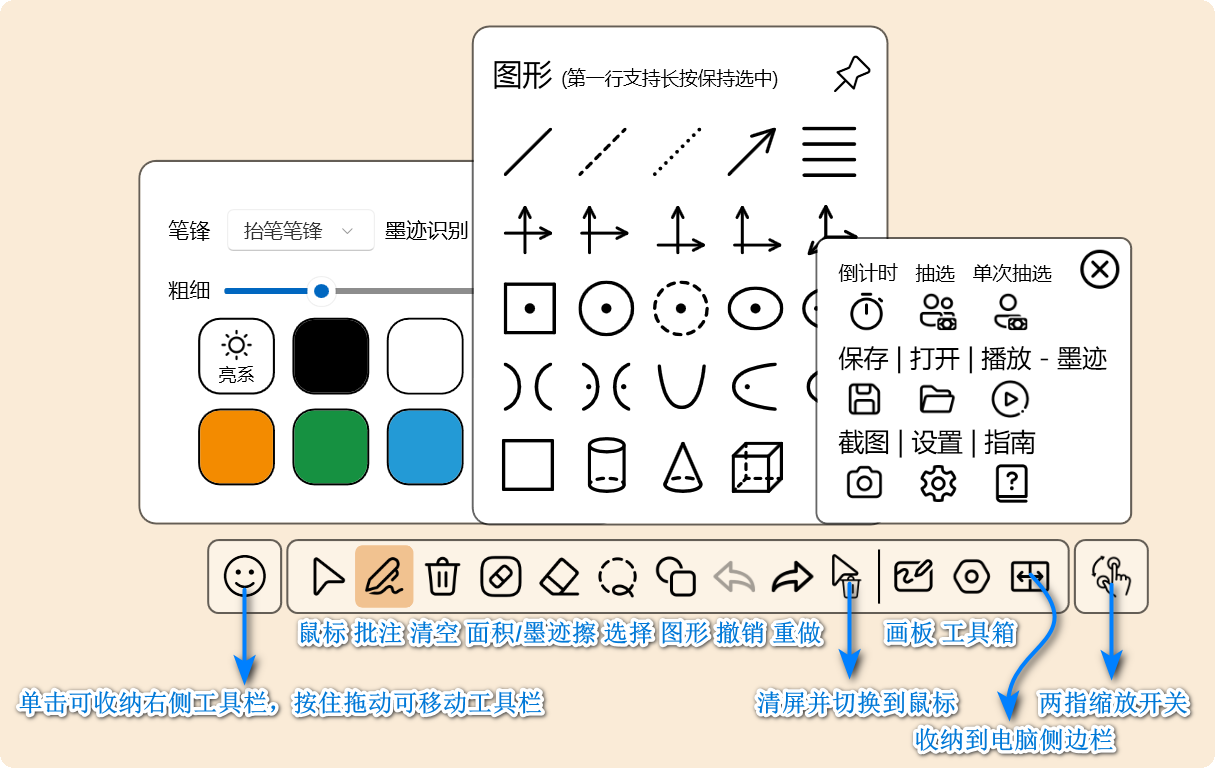 图形 (第一行支持长按保持选中)
笔锋 抬笔笔锋 墨迹识别
粗细
亮系
倒计时 抽选 单次抽选
保存 | 打开 | 播放 - 墨迹
截图 | 设置 | 指南
?
鼠标 批注 清空 面积/墨迹擦 选择 图形 撤销 重做 画板 工具箱
单击可收纳右侧工具栏，按住拖动可移动工具栏
清屏并切换到鼠标
两指缩放开关
收纳到电脑侧边栏